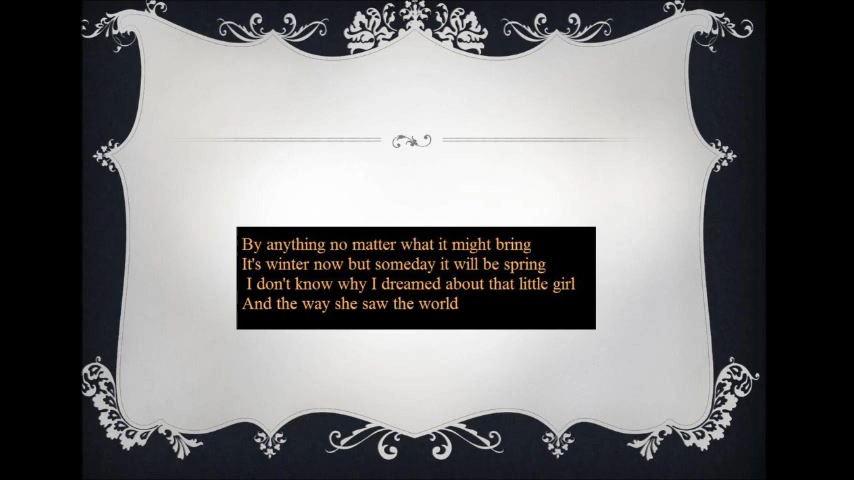 By anything no matter what it might bring
It's winter now but someday it will be spring
I don't know why I dreamed about that little girl
And the way she saw the world